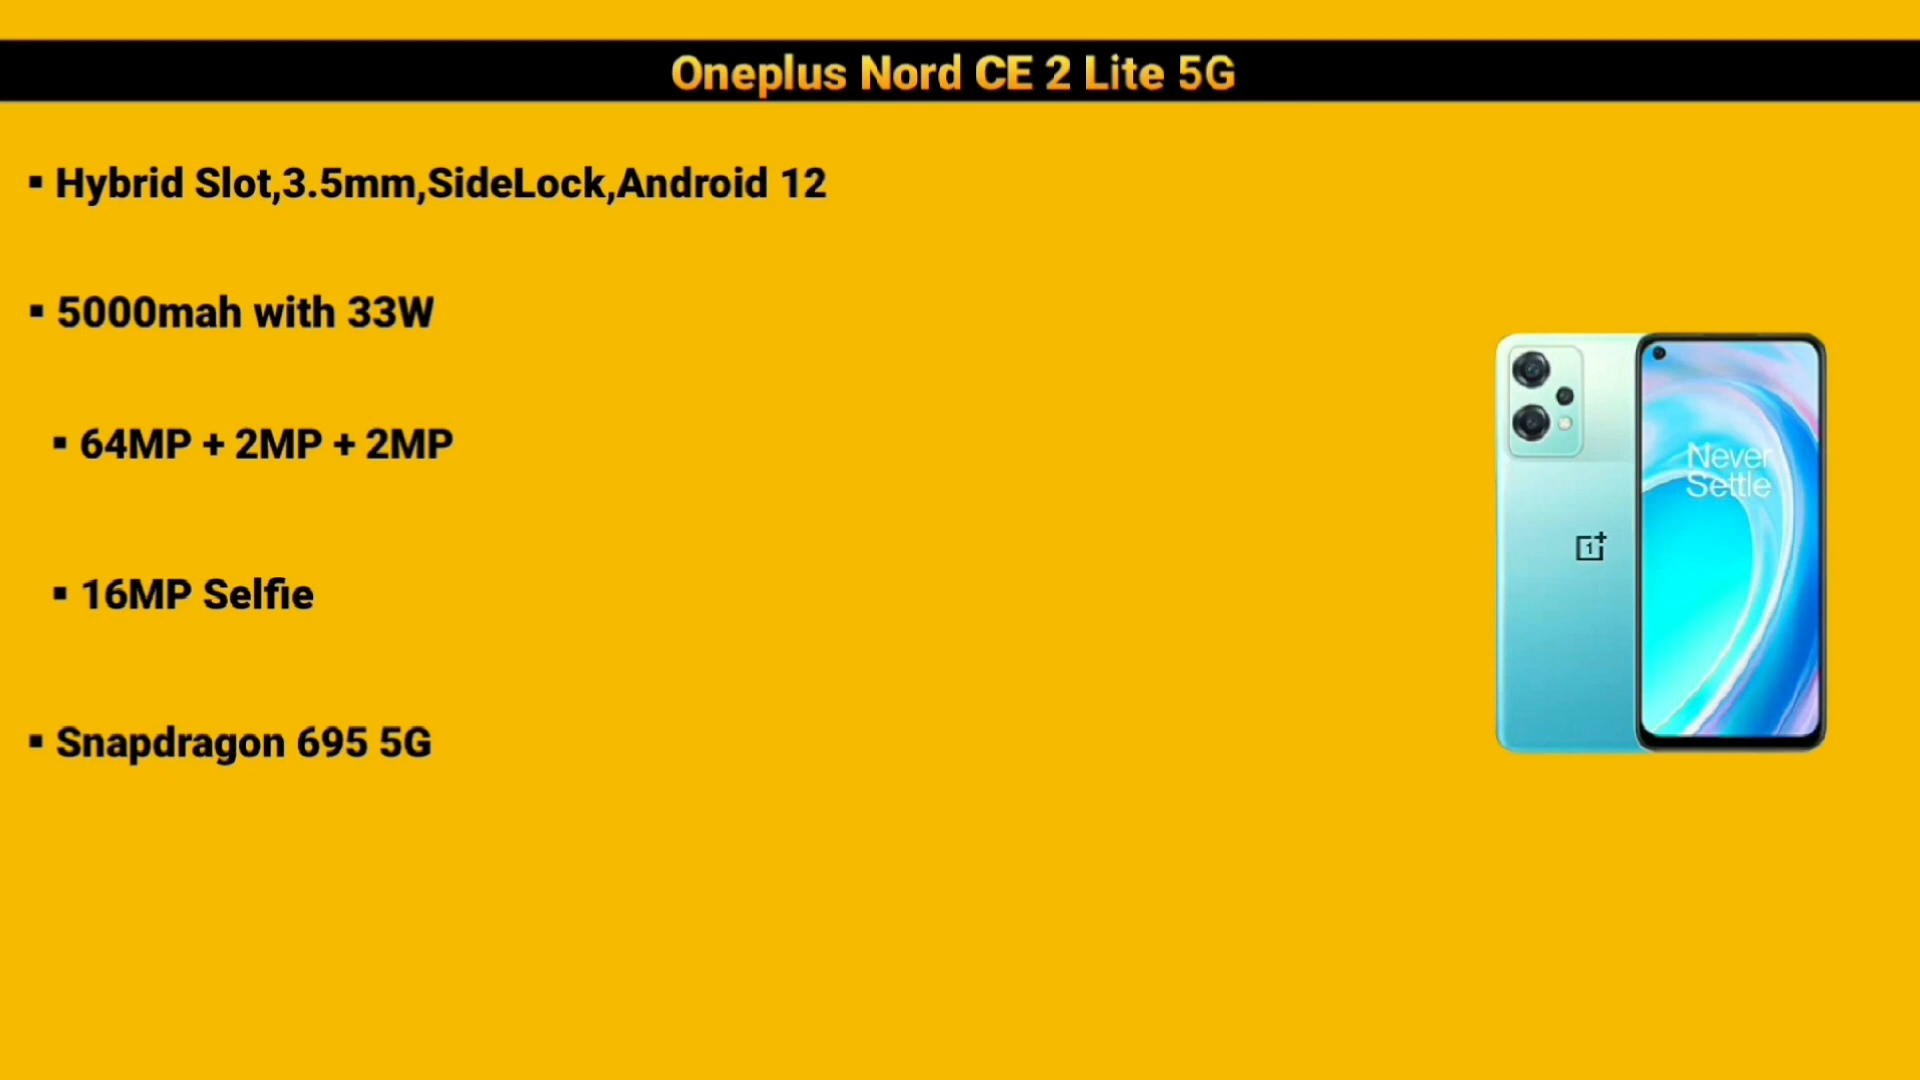 Oneplus Nord CE 2 Lite 5G
▪ Hybrid Slot,3.5mm,SideLock,Android 12
▪ 5000mah with 33W
▪ 64MP + 2MP + 2MP
▪ 16MP Selfie
▪ Snapdragon 695 5G
Never
Settle
1+